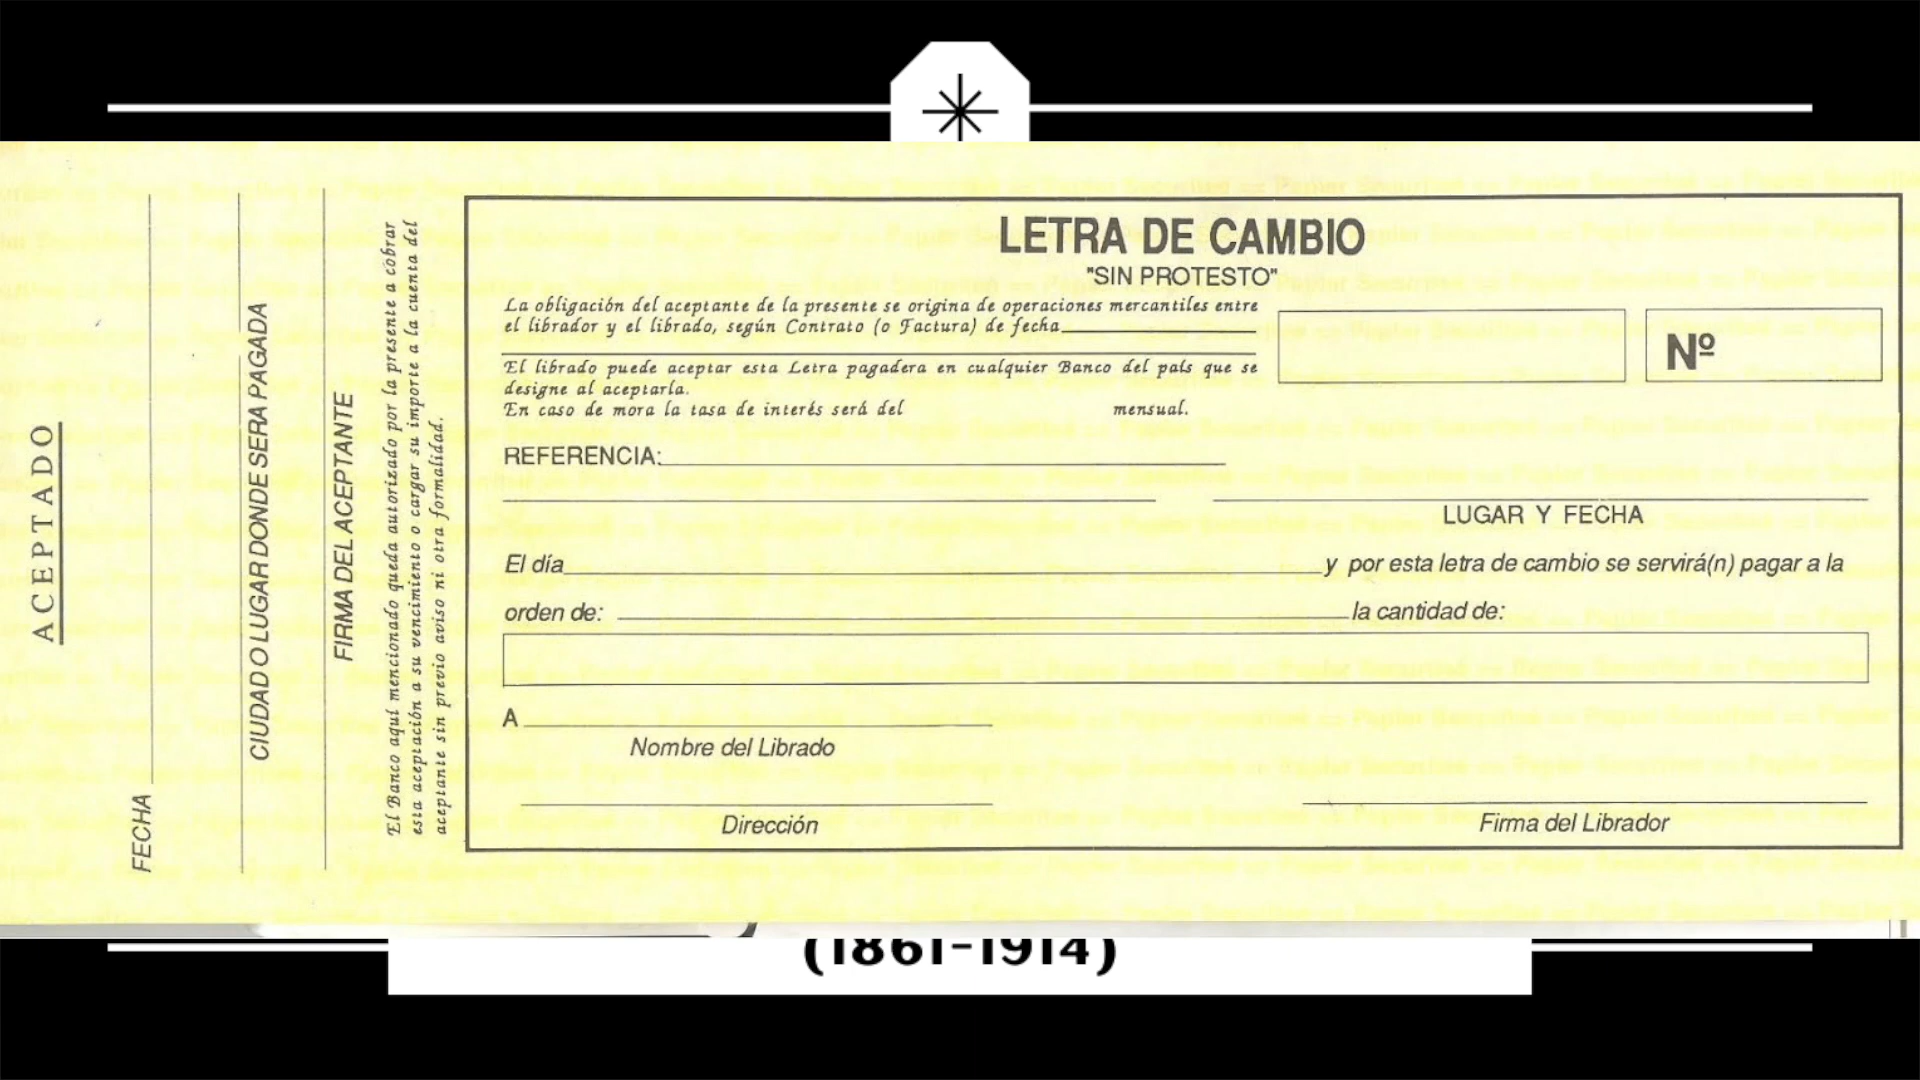 LETRA DE CAMBIO
"SIN PROTESTO"
La obligación del aceptante de la presente se origina de operaciones mercantiles entre
el librador y el librado, según Contrato (o Factura) de fecha
El librado puede aceptar esta Letra pagadera en cualquier Banco del país que se
designe al aceptarla.
En caso de mora la tasa de interés será del mensual.
Nº
REFERENCIA:
LUGAR Y FECHA
El día y por esta letra de cambio se servirá(n) pagar a la
orden de: la cantidad de:
A
Nombre del Librado
Dirección
Firma del Librador
ACEPTADO
FECHA
CIUDAD O LUGAR DONDE SERA PAGADA
FIRMA DEL ACEPTANTE
El Banco aquí mencionado queda autorizado por la presente a cobrar
esta aceptación a su vencimiento o cargar su importe a la cuenta del
aceptante sin previo aviso ni otra formalidad.
(1861-1914)